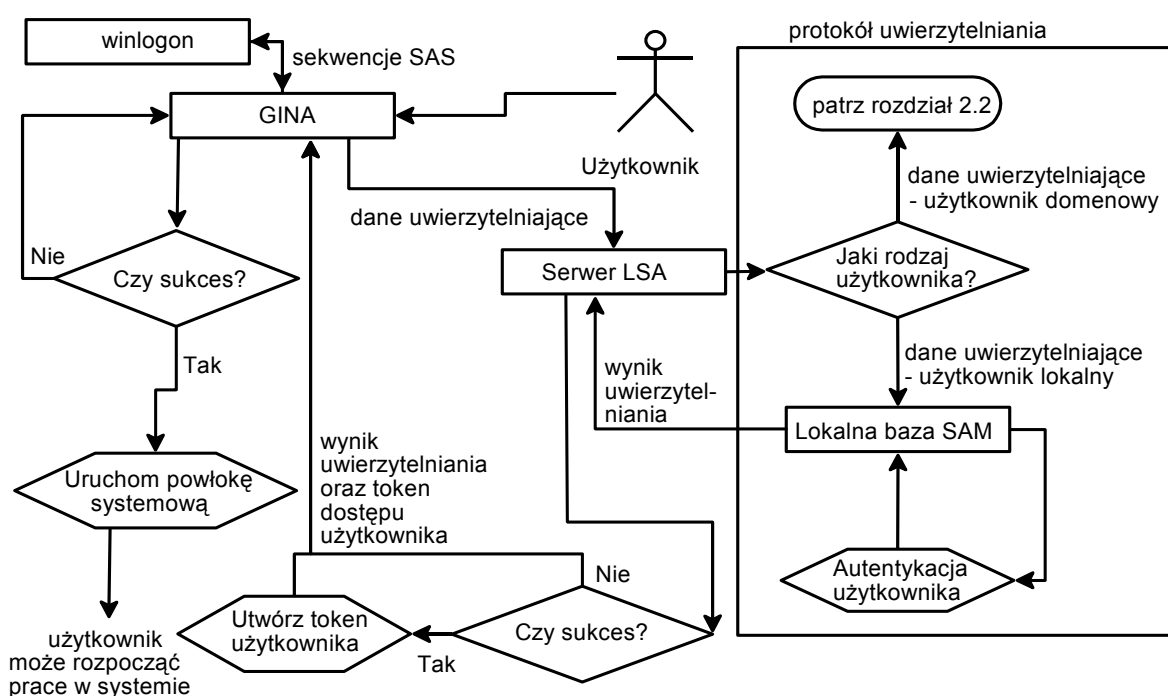 protokół uwierzytelniania
winlogon
sekwencje SAS
GINA
patrz rozdział 2.2
Użytkownik
dane uwierzytelniające
- użytkownik domenowy
dane uwierzytelniające
Nie
Czy sukces?
Serwer LSA
Jaki rodzaj
użytkownika?
Tak
dane uwierzytelniające
- użytkownik lokalny
wynik
uwierzytel-
niania
Lokalna baza SAM
wynik
uwierzytelniania
oraz token
dostępu
użytkownika
Uruchom powłokę
systemową
Autentykacja
użytkownika
Nie
Utwórz token
użytkownika
Czy sukces?
Tak
użytkownik
może rozpocząć
prace w systemie